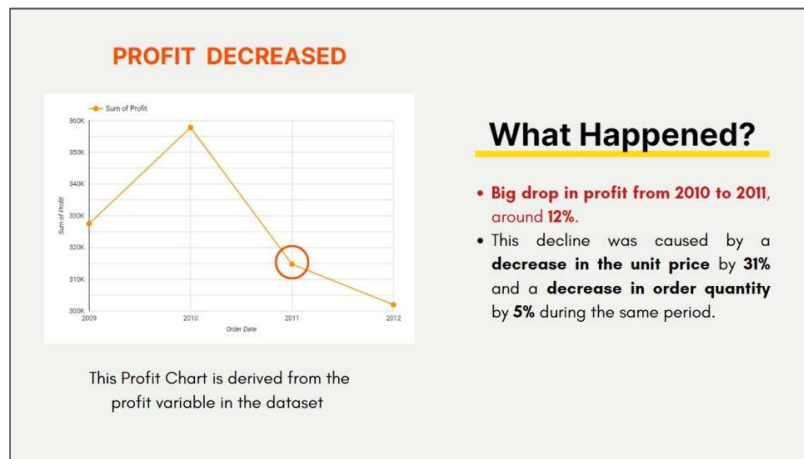 PROFIT DECREASED
Sum of Profit
360K
350K
340K
330K
320K
310K
300K
Sum of Profit
2009
2010
2011
2012
Order Date
This Profit Chart is derived from the
profit variable in the dataset
What Happened?
• Big drop in profit from 2010 to 2011,
around 12%.
• This decline was caused by a
decrease in the unit price by 31%
and a decrease in order quantity
by 5% during the same period.